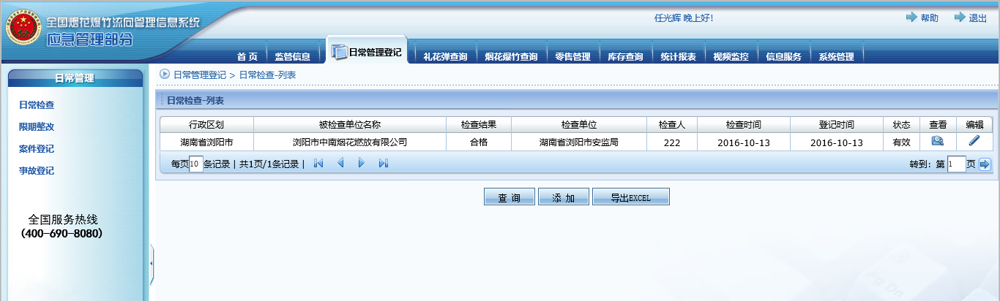 全国烟花爆竹流向管理信息系统
应急管理部分
任光辉 晚上好!
帮助
退出
首 页 监管信息 日常管理登记 礼花弹查询 烟花爆竹查询 零售管理 库存查询 统计报表 视频监控 信息服务 系统管理
日常管理
日常检查
限期整改
案件登记
事故登记
全国服务热线
(400-690-8080)
日常管理登记 > 日常检查-列表
日常检查-列表
行政区划 被检查单位名称 检查结果 检查单位 检查人 检查时间 登记时间 状态 查看 编辑
湖南省浏阳市 浏阳市中南烟花燃放有限公司 合格 湖南省浏阳市安监局 222 2016-10-13 2016-10-13 有效
每页10条记录 | 共1页/1条记录 | 转到: 第 1 页
查 询 添 加 导出EXCEL
Pg Dn